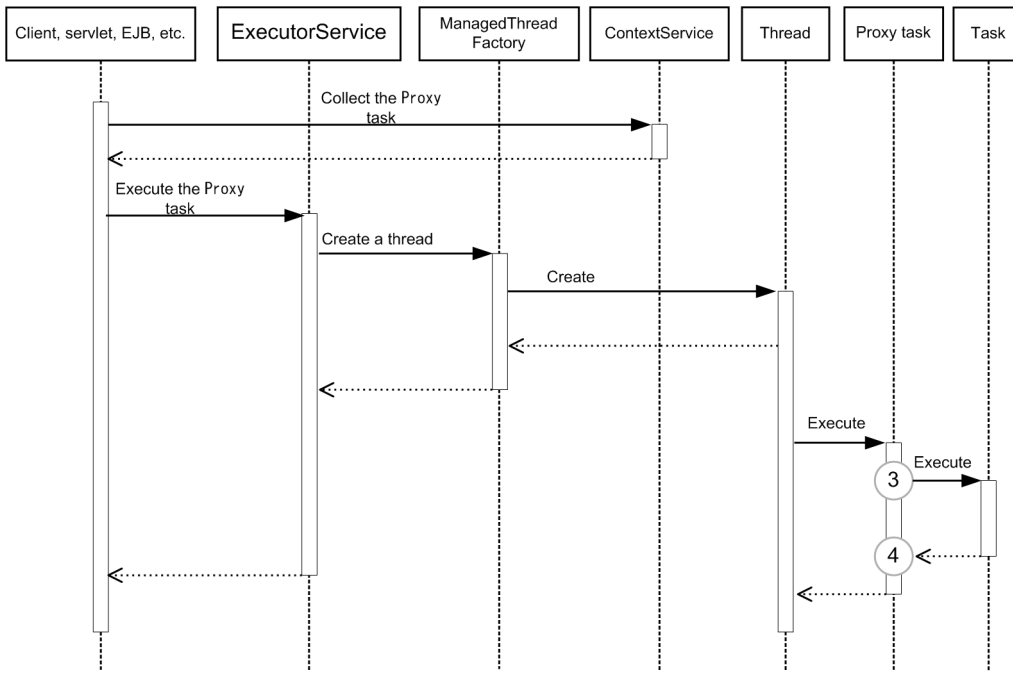 Client, servlet, EJB, etc.
ExecutorService
ManagedThread
Factory
ContextService
Thread
Proxy task
Task
Collect the Proxy
task
Execute the Proxy
task
Create a thread
Create
Execute
Execute
3
4